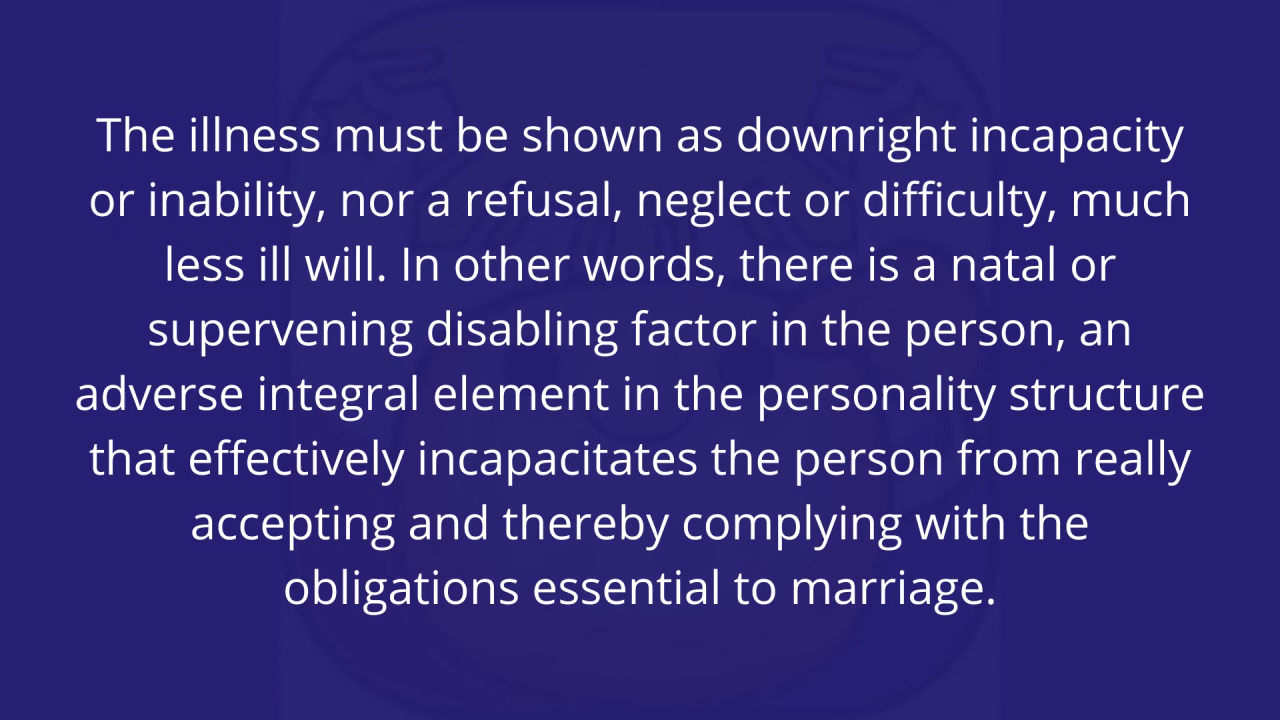 The illness must be shown as downright incapacity
or inability, nor a refusal, neglect or difficulty, much
less ill will. In other words, there is a natal or
supervening disabling factor in the person, an
adverse integral element in the personality structure
that effectively incapacitates the person from really
accepting and thereby complying with the
obligations essential to marriage.